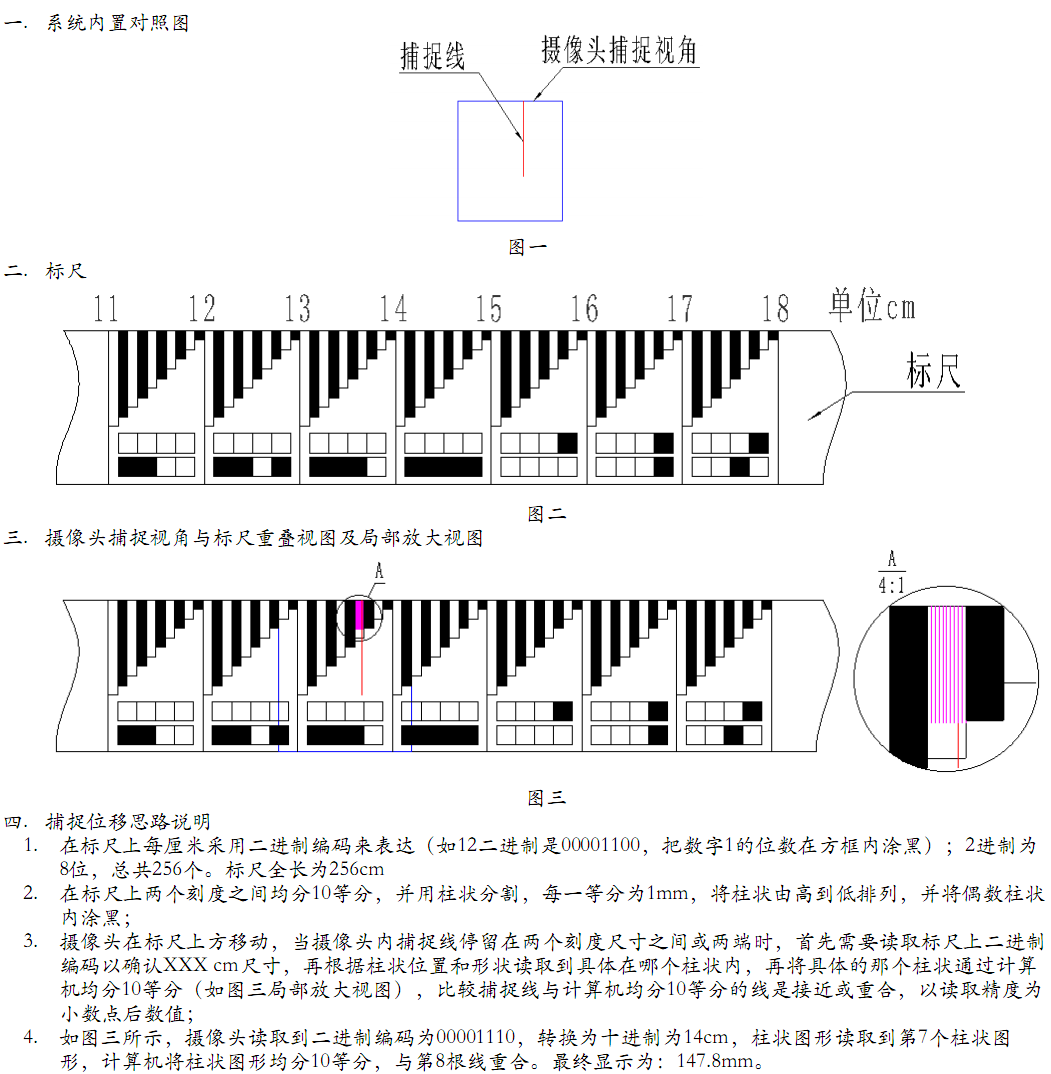 一. 系统内置对照图
捕捉线
摄像头捕捉视角
图一
二. 标尺
11 12 13 14 15 16 17 18 单位cm
标尺
图二
三. 摄像头捕捉视角与标尺重叠视图及局部放大视图
A
A
4:1
图三
四. 捕捉位移思路说明
1. 在标尺上每厘米采用二进制编码来表达（如12二进制是00001100，把数字1的位数在方框内涂黑）；2进制为
8位，总共256个。标尺全长为256cm
2. 在标尺上两个刻度之间均分10等分，并用柱状分割，每一等分为1mm，将柱状由高到低排列，并将偶数柱状
内涂黑；
3. 摄像头在标尺上方移动，当摄像头内捕捉线停留在两个刻度尺寸之间或两端时，首先需要读取标尺上二进制
编码以确认XXX cm尺寸，再根据柱状位置和形状读取到具体在哪个柱状内，再将具体的那个柱状通过计算
机均分10等分（如图三局部放大视图），比较捕捉线与计算机均分10等分的线是接近或重合，以读取精度为
小数点后数值；
4. 如图三所示，摄像头读取到二进制编码为00001110，转换为十进制为14cm，柱状图形读取到第7个柱状图
形，计算机将柱状图形均分10等分，与第8根线重合。最终显示为：147.8mm。